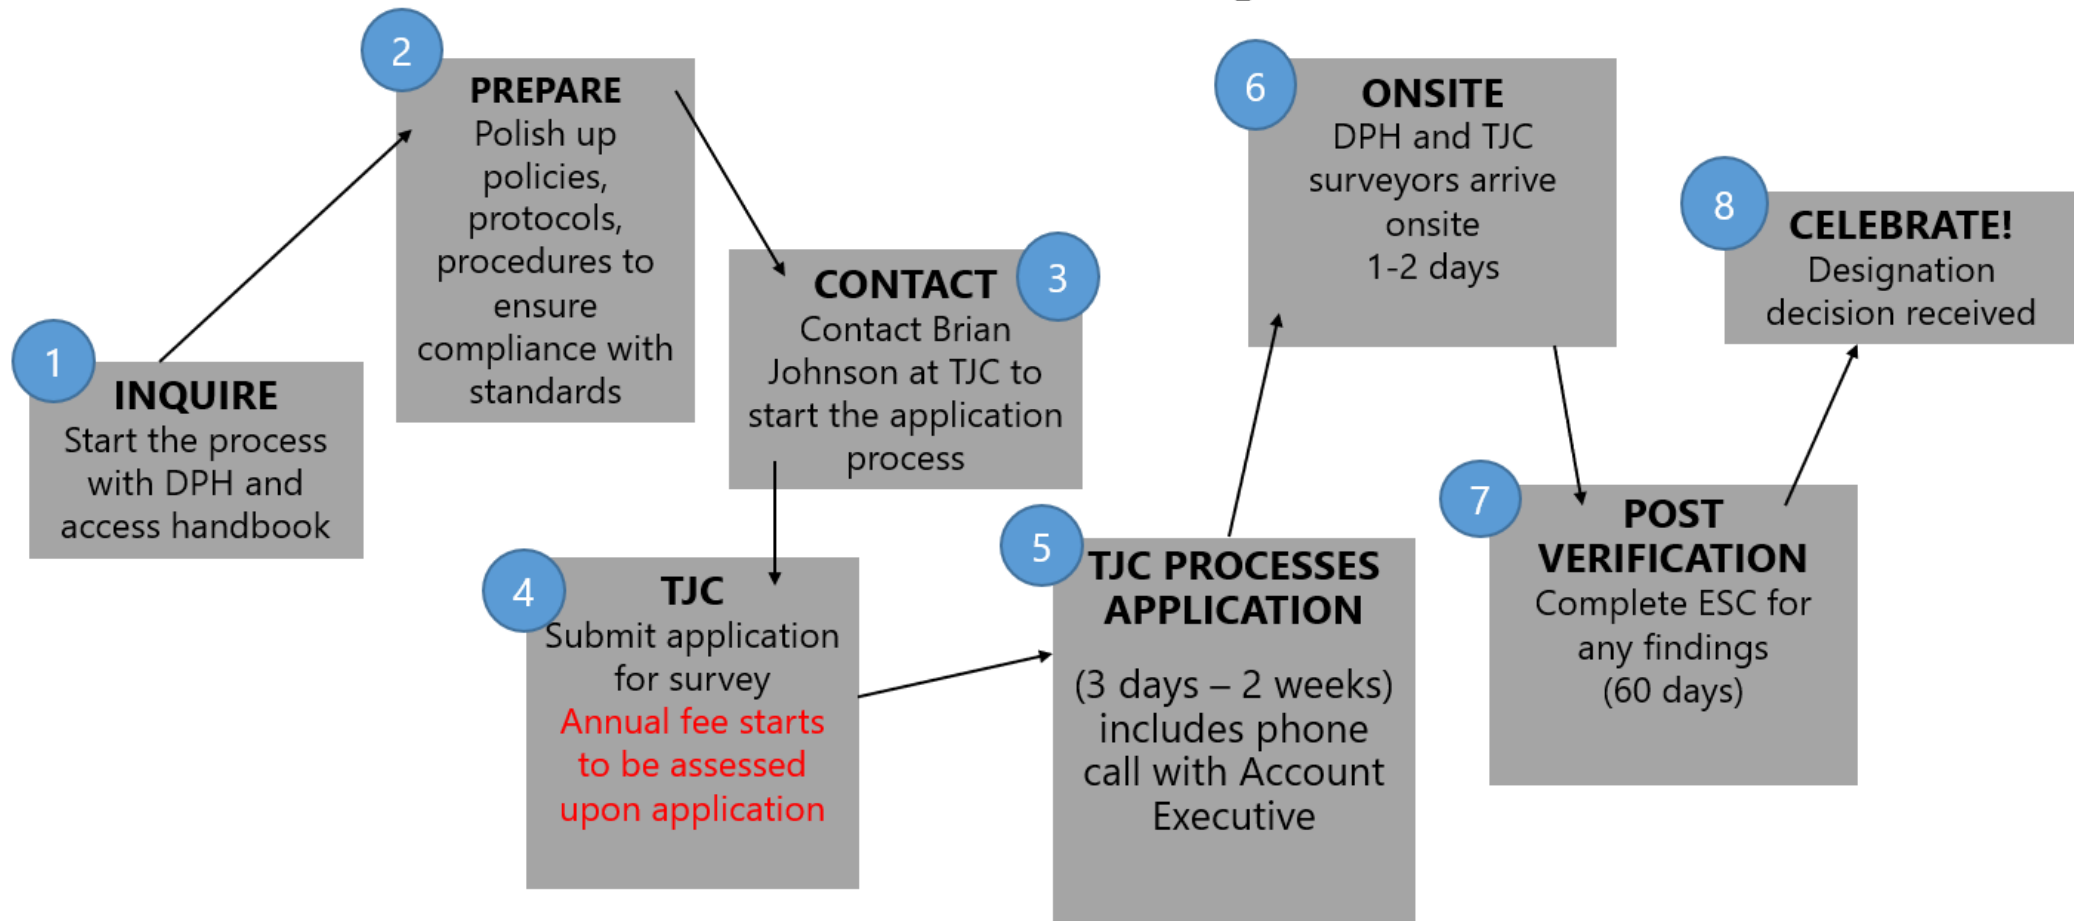 1
INQUIRE
Start the process
with DPH and
access handbook
2
PREPARE
Polish up
policies,
protocols,
procedures to
ensure
compliance with
standards
3
CONTACT
Contact Brian
Johnson at TJC to
start the application
process
4
TJC
Submit application
for survey
Annual fee starts
to be assessed
upon application
5
TJC PROCESSES
APPLICATION
(3 days – 2 weeks)
includes phone
call with Account
Executive
6
ONSITE
DPH and TJC
surveyors arrive
onsite
1-2 days
7
POST
VERIFICATION
Complete ESC for
any findings
(60 days)
8
CELEBRATE!
Designation
decision received